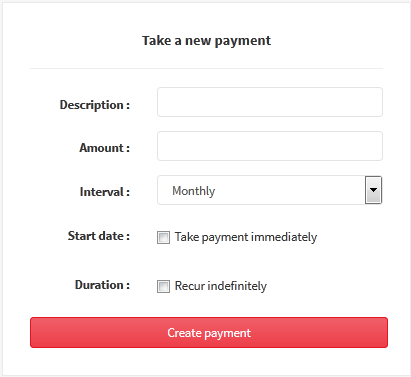 Take a new payment
Description :
Amount :
Interval : Monthly
Start date : Take payment immediately
Duration : Recur indefinitely
Create payment